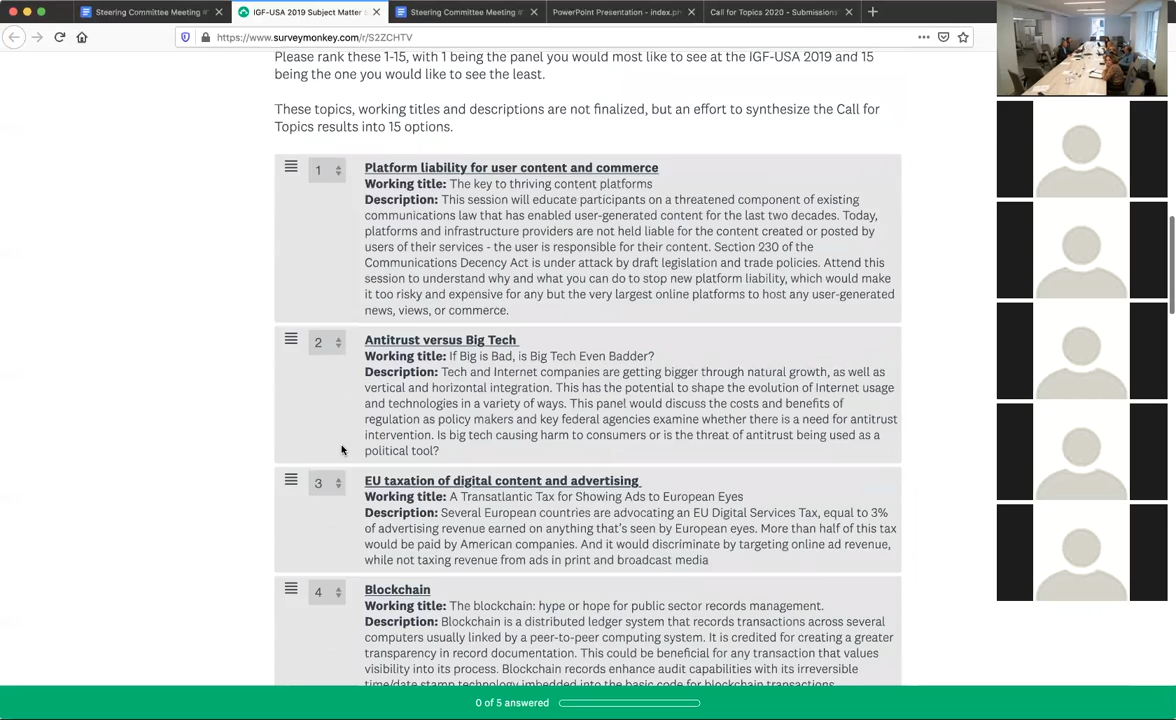 Steering Committee Meeting #
IGF-USA 2019 Subject Matter
Steering Committee Meeting #
PowerPoint Presentation - index.ph
Call for Topics 2020 - Submissions
https://www.surveymonkey.com/r/S2ZCHTV
Please rank these 1-15, with 1 being the panel you would most like to see at the IGF-USA 2019 and 15
being the one you would like to see the least.
These topics, working titles and descriptions are not finalized, but an effort to synthesize the Call for
Topics results into 15 options.
1
Platform liability for user content and commerce
Working title: The key to thriving content platforms
Description: This session will educate participants on a threatened component of existing
communications law that has enabled user-generated content for the last two decades. Today,
platforms and infrastructure providers are not held liable for the content created or posted by
users of their services - the user is responsible for their content. Section 230 of the
Communications Decency Act is under attack by draft legislation and trade policies. Attend this
session to understand why and what you can do to stop new platform liability, which would make
it too risky and expensive for any but the very largest online platforms to host any user-generated
news, views, or commerce.
2
Antitrust versus Big Tech
Working title: If Big is Bad, is Big Tech Even Badder?
Description: Tech and Internet companies are getting bigger through natural growth, as well as
vertical and horizontal integration. This has the potential to shape the evolution of Internet usage
and technologies in a variety of ways. This panel would discuss the costs and benefits of
regulation as policy makers and key federal agencies examine whether there is a need for antitrust
intervention. Is big tech causing harm to consumers or is the threat of antitrust being used as a
political tool?
3
EU taxation of digital content and advertising
Working title: A Transatlantic Tax for Showing Ads to European Eyes
Description: Several European countries are advocating an EU Digital Services Tax, equal to 3%
of advertising revenue earned on anything that's seen by European eyes. More than half of this tax
would be paid by American companies. And it would discriminate by targeting online ad revenue,
while not taxing revenue from ads in print and broadcast media
4
Blockchain
Working title: The blockchain: hype or hope for public sector records management.
Description: Blockchain is a distributed ledger system that records transactions across several
computers usually linked by a peer-to-peer computing system. It is credited for creating a greater
transparency in record documentation. This could be beneficial for any transaction that values
visibility into its process. Blockchain records enhance audit capabilities with its irreversible
time/date stamp technology imbedded into the basic code for blockchain transactions.
0 of 5 answered